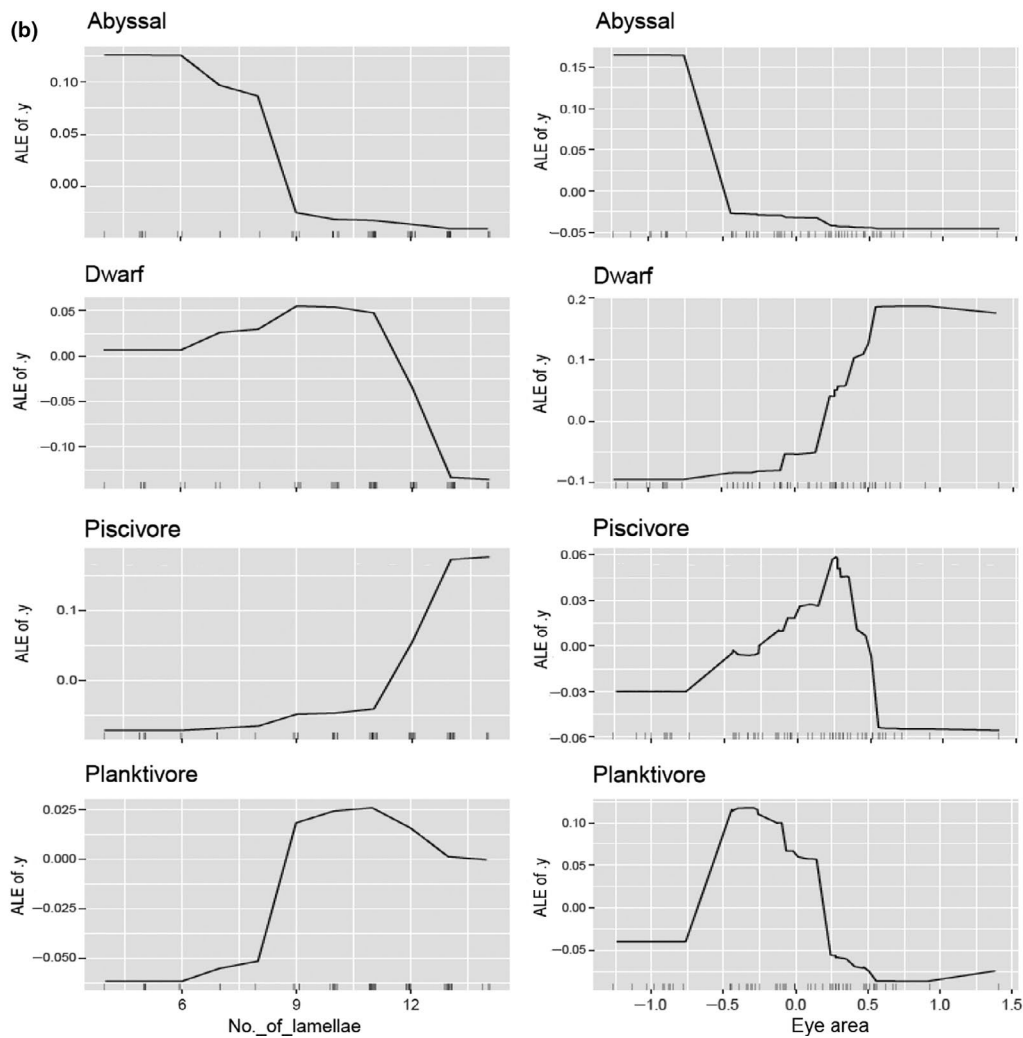 (b)
Abyssal
ALE of .y
0.10
0.05
0.00
Abyssal
ALE of .y
0.15
0.00
0.05
0.00
−0.05
Dwarf
ALE of .y
0.05
0.00
−0.05
−0.10
Dwarf
ALE of .y
0.2
0.1
0.0
−0.1
Piscivore
ALE of .y
0.1
0.0
Piscivore
ALE of .y
0.06
0.03
0.00
−0.03
−0.06
Planktivore
ALE of .y
0.025
0.000
−0.025
−0.050
6
9
12
No._of_lamellae
Planktivore
ALE of .y
0.10
0.05
0.00
−0.05
−1.0
−0.5
0.0
0.5
1.0
1.5
Eye area